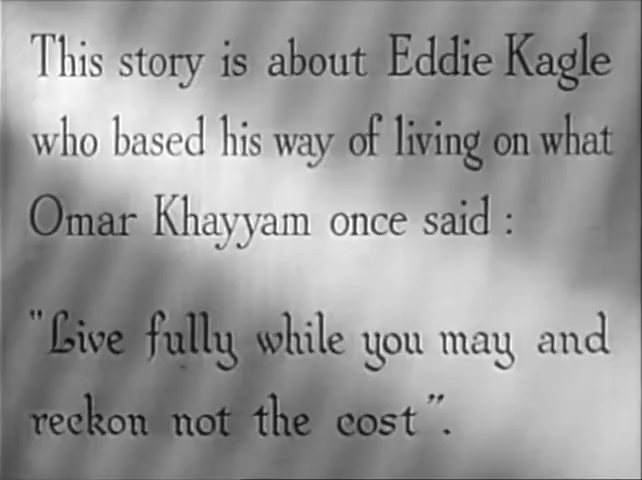 This story is about Eddie Kagle
who based his way of living on what
Omar Khayyam once said :
"Live fully while you may and
reckon not the cost".